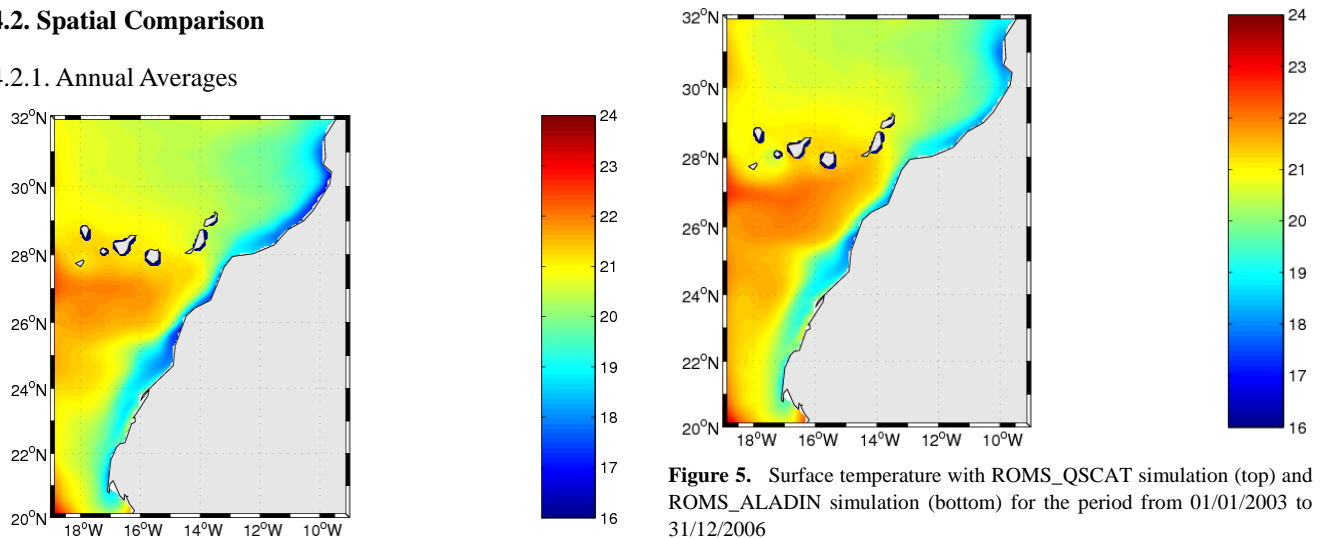 4.2. Spatial Comparison
4.2.1. Annual Averages
32°N
30°N
28°N
26°N
24°N
22°N
20°N
18°W 16°W 14°W 12°W 10°W
24
23
22
21
20
19
18
17
16
32°N
30°N
28°N
26°N
24°N
22°N
20°N
18°W 16°W 14°W 12°W 10°W
24
23
22
21
20
19
18
17
16
Figure 5. Surface temperature with ROMS_QSCAT simulation (top) and
ROMS_ALADIN simulation (bottom) for the period from 01/01/2003 to
31/12/2006